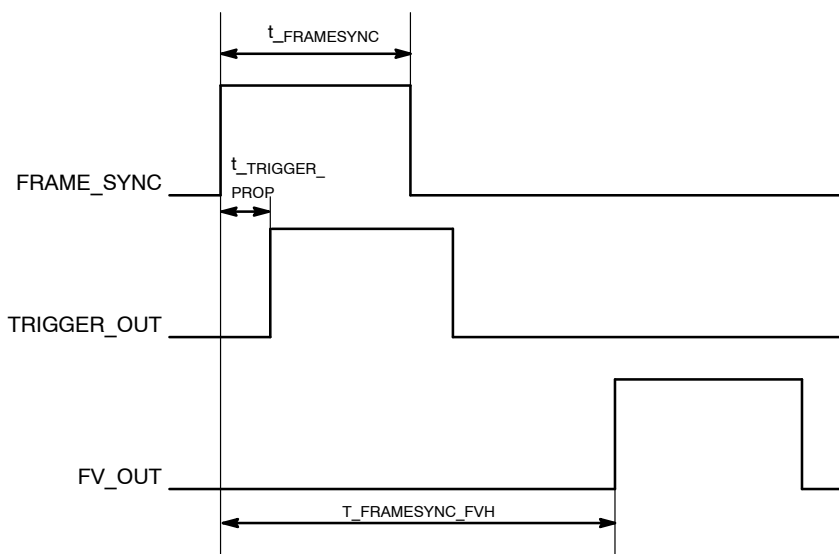 t_FRAMESYNC
t_TRIGGER_
PROP
FRAME_SYNC
TRIGGER_OUT
FV_OUT
T_FRAMESYNC_FVH